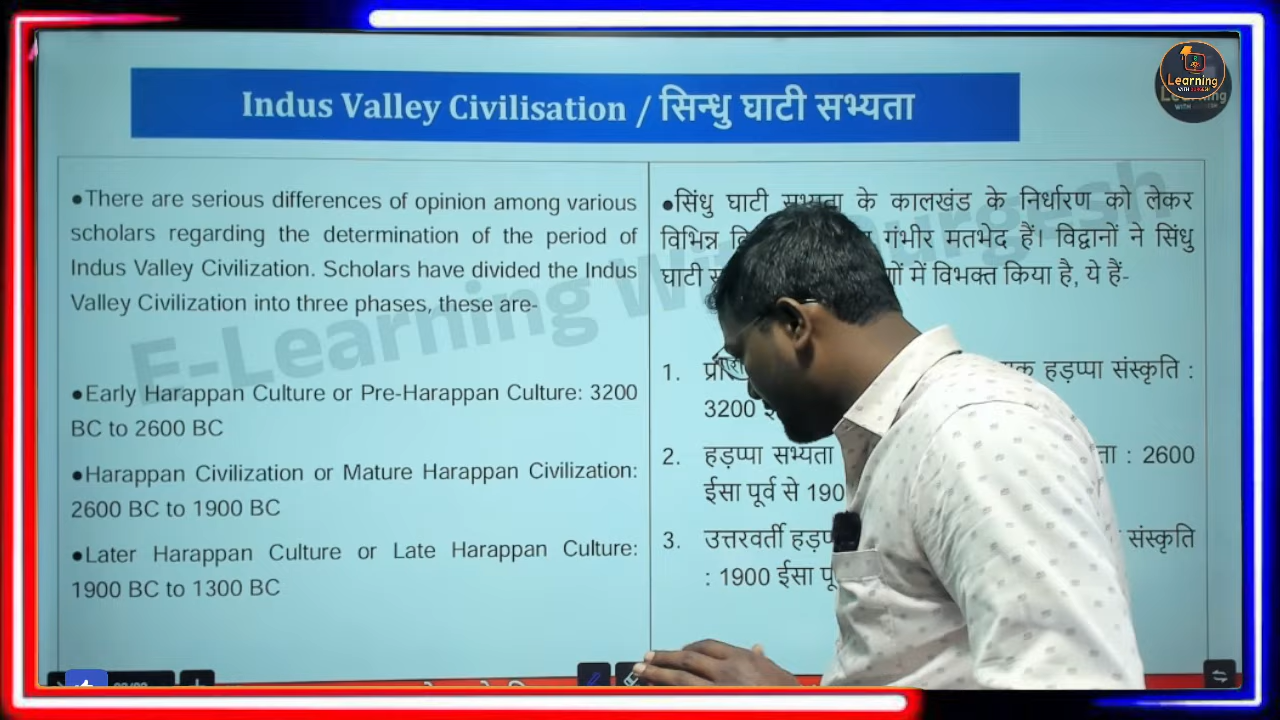 Indus Valley Civilisation / सिन्धु घाटी सभ्यता
Learning
●There are serious differences of opinion among various
scholars regarding the determination of the period of
Indus Valley Civilization. Scholars have divided the Indus
Valley Civilization into three phases, these are-
●Early Harappan Culture or Pre-Harappan Culture: 3200
BC to 2600 BC
●Harappan Civilization or Mature Harappan Civilization:
2600 BC to 1900 BC
●Later Harappan Culture or Late Harappan Culture:
1900 BC to 1300 BC
●सिंधु घाटी सभ्यता के कालखंड के निर्धारण को लेकर
विभिन्न गंभीर मतभेद हैं। विद्वानों ने सिंधु
घाटी में विभक्त किया है, ये हैं-
1. हड़प्पा संस्कृति :
3200
2. हड़प्पा सभ्यता : 2600
ईसा पूर्व से
3. उत्तरवर्ती संस्कृति
: 1900 ईसा
E-Learning